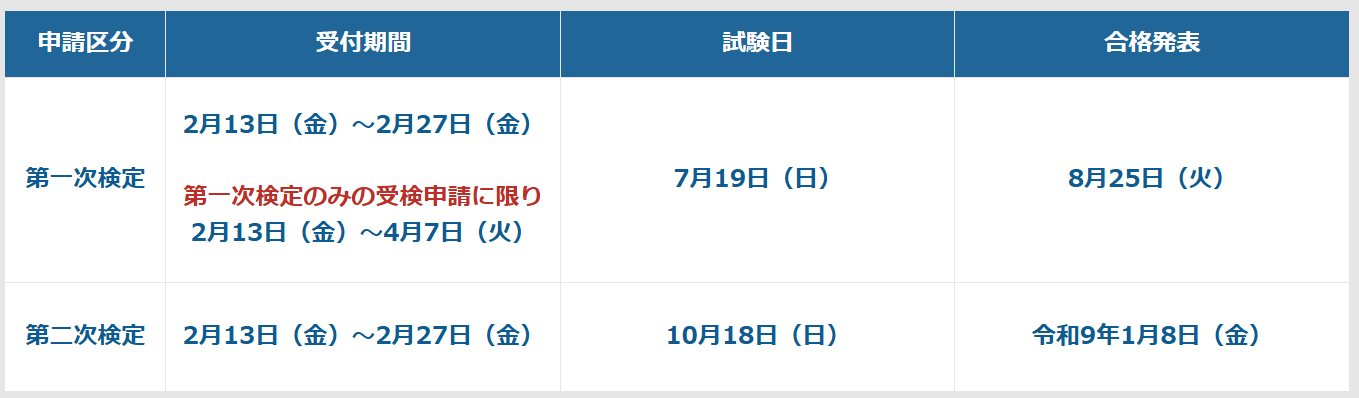 申請区分 受付期間 試験日 合格発表
第一次検定
2月13日（金）～2月27日（金）
第一次検定のみの受検申請に限り
2月13日（金）～4月7日（火）
7月19日（日）
8月25日（火）
第二次検定 2月13日（金）～2月27日（金） 10月18日（日） 令和9年1月8日（金）